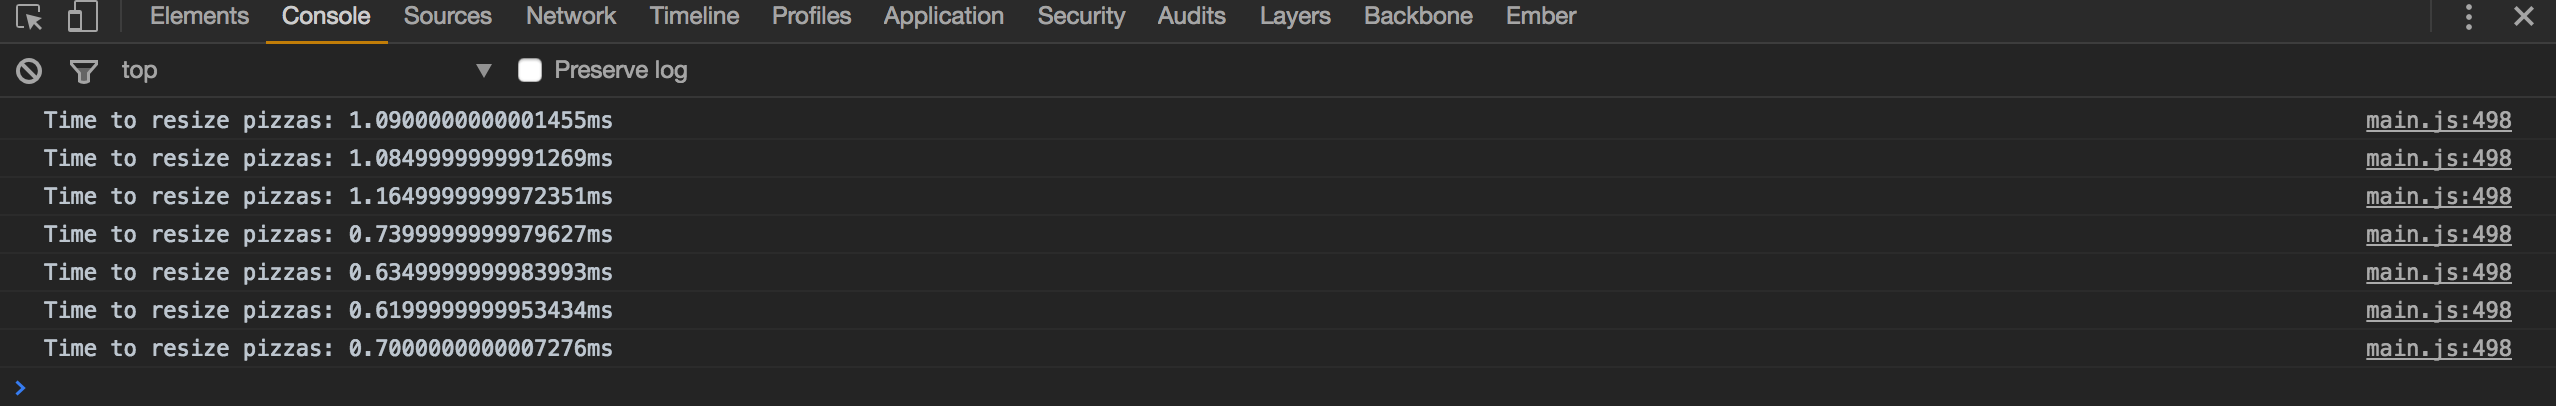 Elements Console Sources Network Timeline Profiles Application Security Audits Layers Backbone Ember
top Preserve log
Time to resize pizzas: 1.0900000000001455ms main.js:498
Time to resize pizzas: 1.0849999999991269ms main.js:498
Time to resize pizzas: 1.1649999999972351ms main.js:498
Time to resize pizzas: 0.7399999999979627ms main.js:498
Time to resize pizzas: 0.6349999999983993ms main.js:498
Time to resize pizzas: 0.6199999999953434ms main.js:498
Time to resize pizzas: 0.7000000000007276ms main.js:498